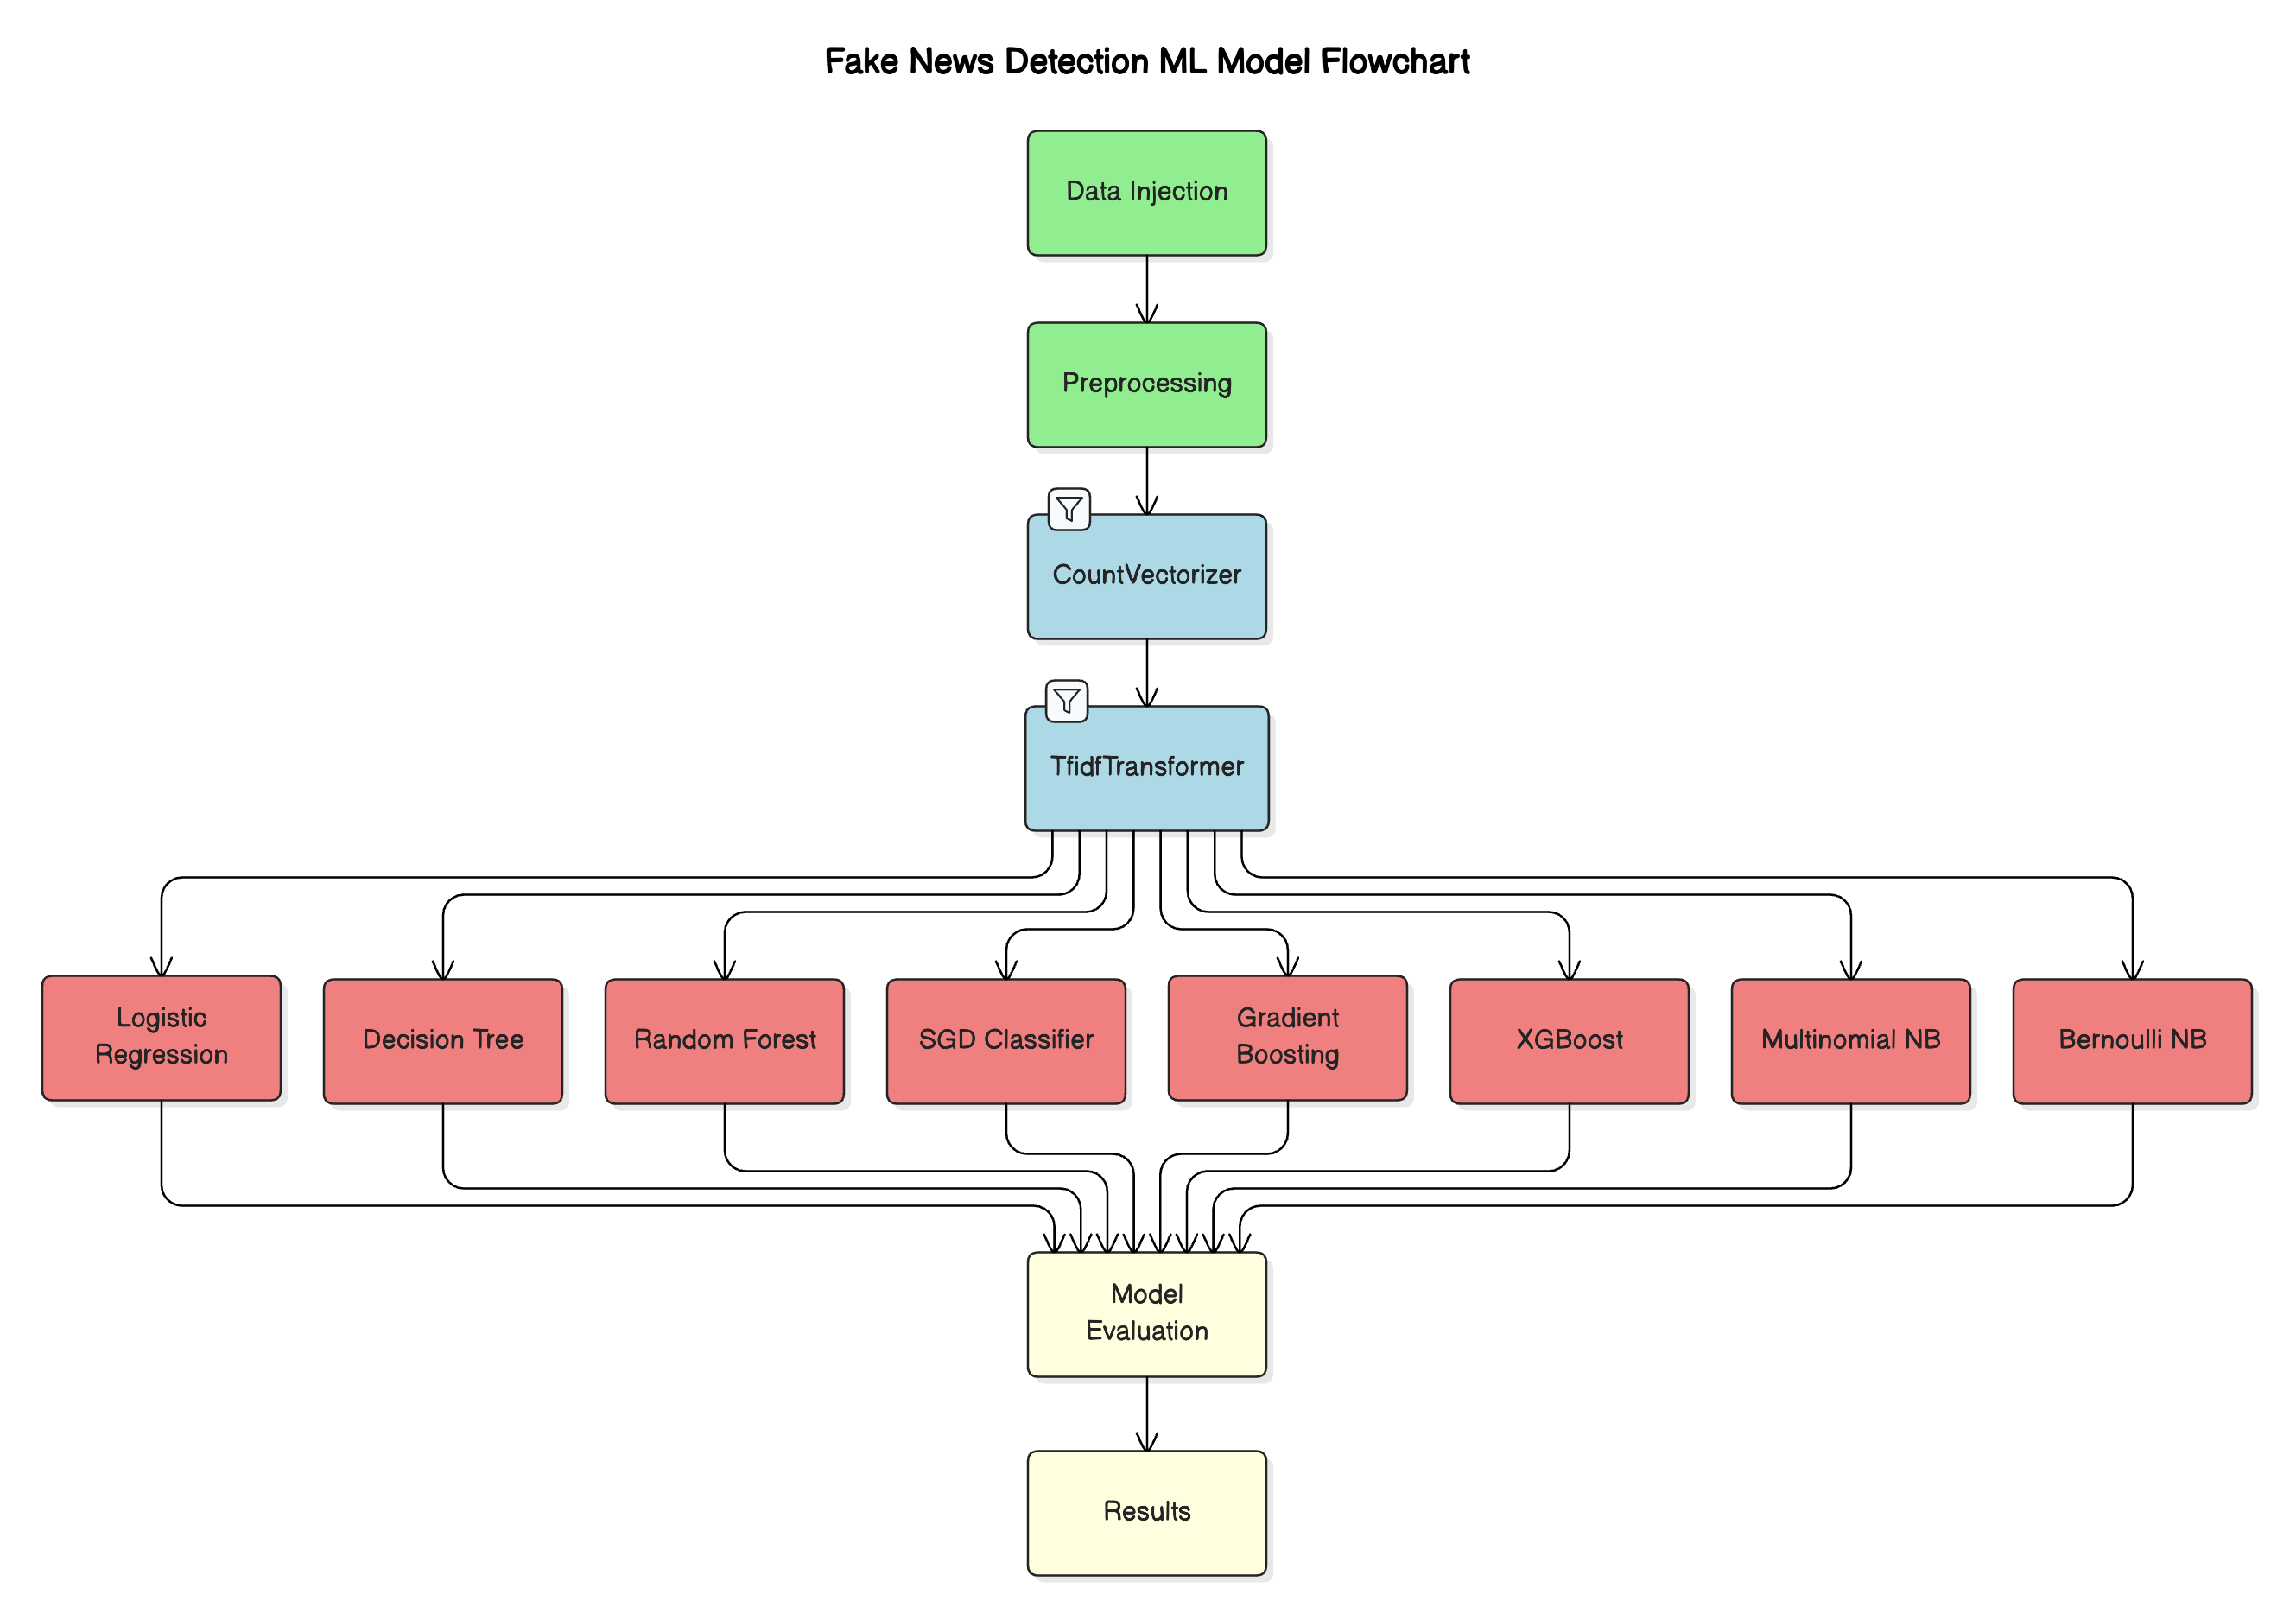 Fake News Detection ML Model Flowchart
Data Injection
Preprocessing
CountVectorizer
TfidfTransformer
Logistic
Regression
Decision Tree
Random Forest
SGD Classifier
Gradient
Boosting
XGBoost
Multinomial NB
Bernoulli NB
Model
Evaluation
Results